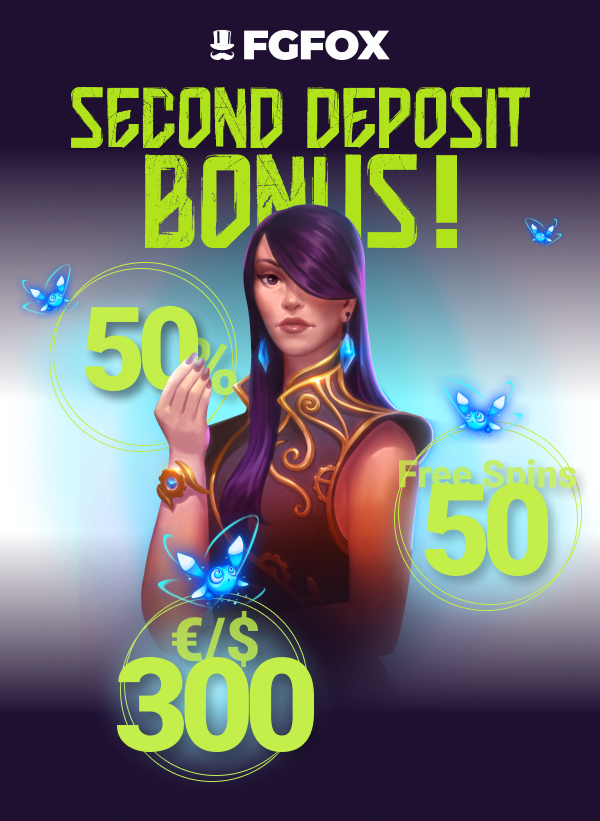 FGFOX
SECOND DEPOSIT
BONUS!
50%
Free Spins
50
€/$
300